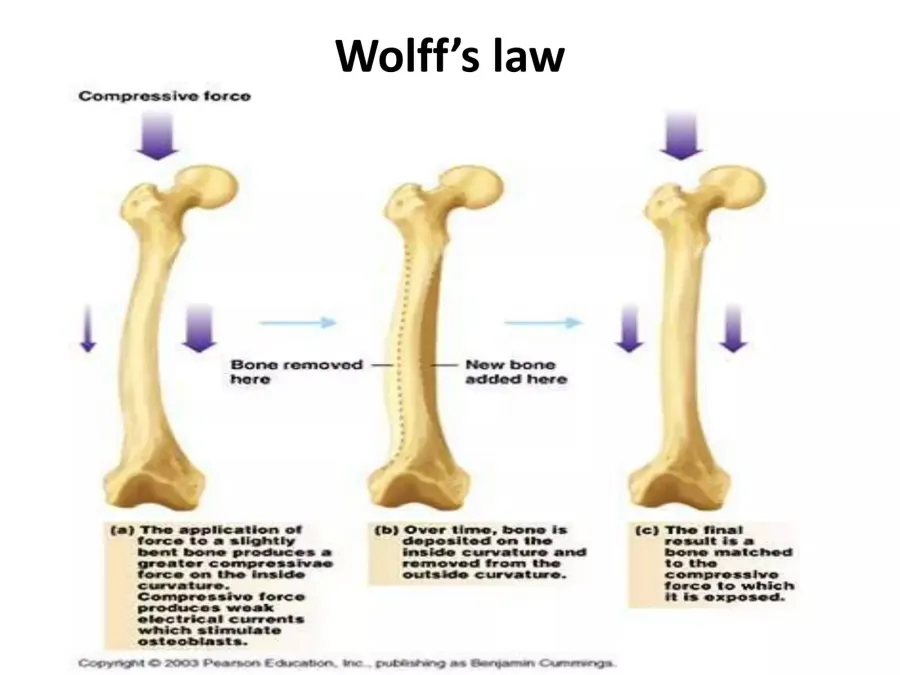 Wolff’s law
Compressive force
Bone removed
here
New bone
added here
(a) The application of
force to a slightly
bent bone produces a
greater compressivae
force on the inside
curvature.
Compressive force
produces weak
electrical currents
which stimulate
osteoblasts.
(b) Over time, bone is
deposited on the
inside curvature and
removed from the
outside curvature.
(c) The final
result is a
bone matched
to the
compressive
force to which
it is exposed.
Copyright © 2003 Pearson Education, Inc., publishing as Benjamin Cummings.